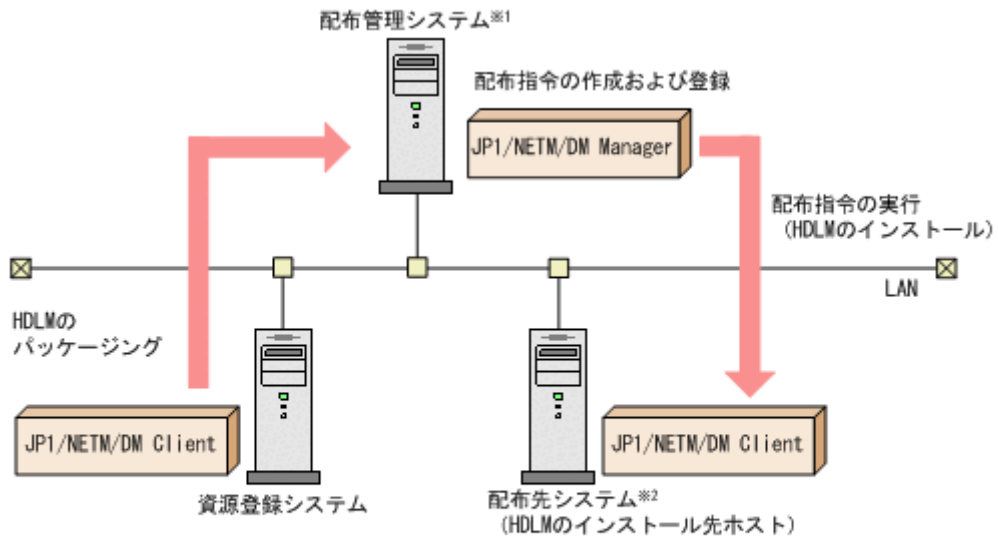 配布管理システム※1
配布指令の作成および登録
JP1/NETM/DM Manager
配布指令の実行
(HDLMのインストール)
LAN
HDLMの
パッケージング
JP1/NETM/DM Client
JP1/NETM/DM Client
資源登録システム
配布先システム※2
(HDLMのインストール先ホスト)